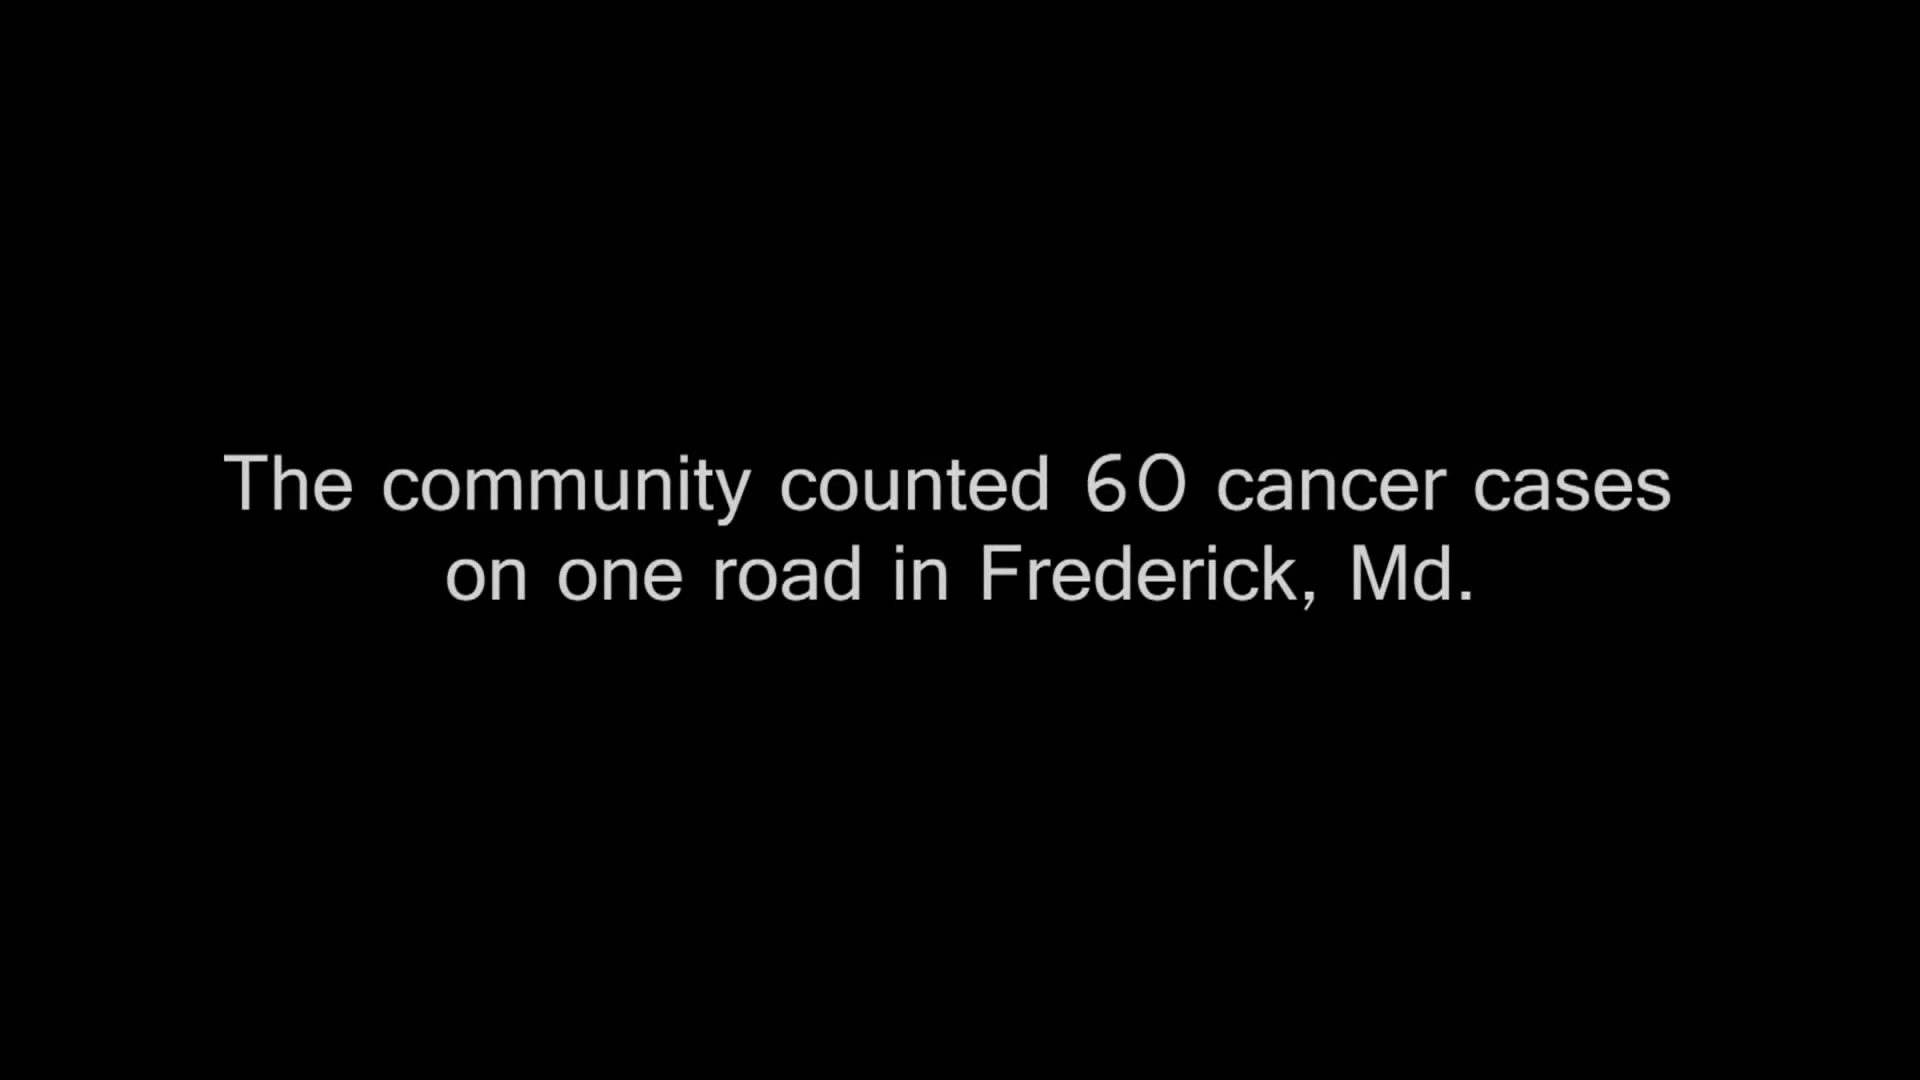 The community counted 60 cancer cases
on one road in Frederick, Md.